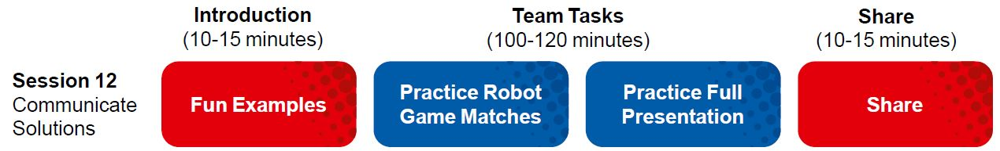 Introduction
(10-15 minutes)
Team Tasks
(100-120 minutes)
Share
(10-15 minutes)
Session 12
Communicate
Solutions
Fun Examples
Practice Robot
Game Matches
Practice Full
Presentation
Share